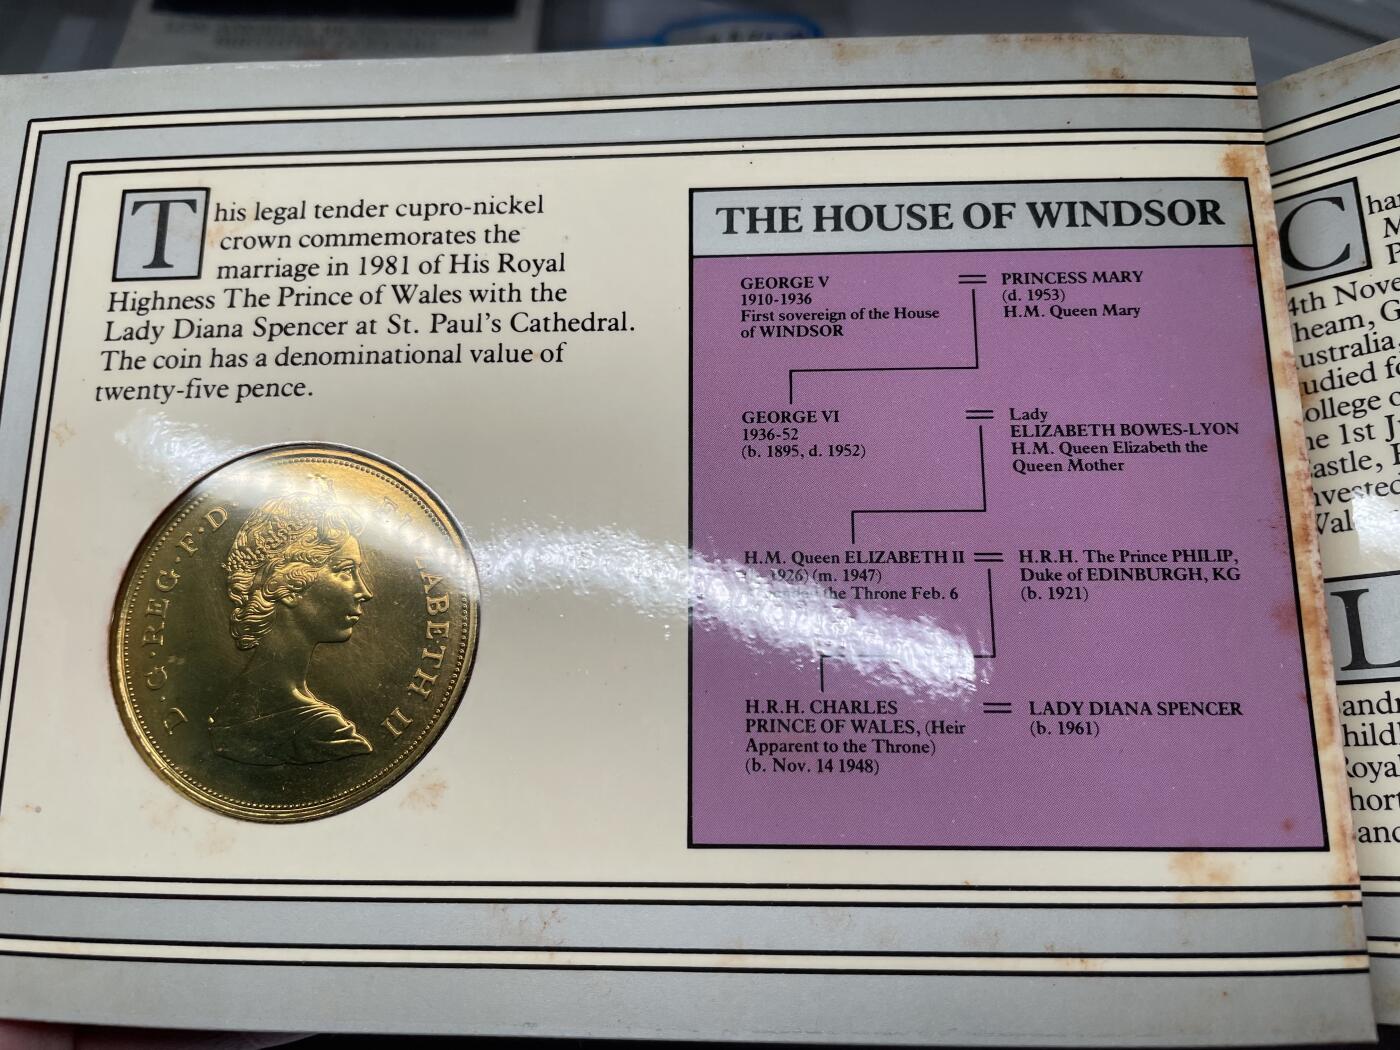 This legal tender cupro-nickel
crown commemorates the
marriage in 1981 of His Royal
Highness The Prince of Wales with the
Lady Diana Spencer at St. Paul's Cathedral.
The coin has a denominational value of
twenty-five pence.
D·G·REG·F·D ELIZABETH II
THE HOUSE OF WINDSOR
GEORGE V
1910-1936
First sovereign of the House
of WINDSOR
PRINCESS MARY
(d. 1953)
H.M. Queen Mary
GEORGE VI
1936-52
(b. 1895, d. 1952)
Lady
ELIZABETH BOWES-LYON
H.M. Queen Elizabeth the
Queen Mother
H.M. Queen ELIZABETH II
1926) (m. 1947)
the Throne Feb. 6
H.R.H. The Prince PHILIP,
Duke of EDINBURGH, KG
(b. 1921)
H.R.H. CHARLES
PRINCE OF WALES, (Heir
Apparent to the Throne)
(b. Nov. 14 1948)
LADY DIANA SPENCER
(b. 1961)